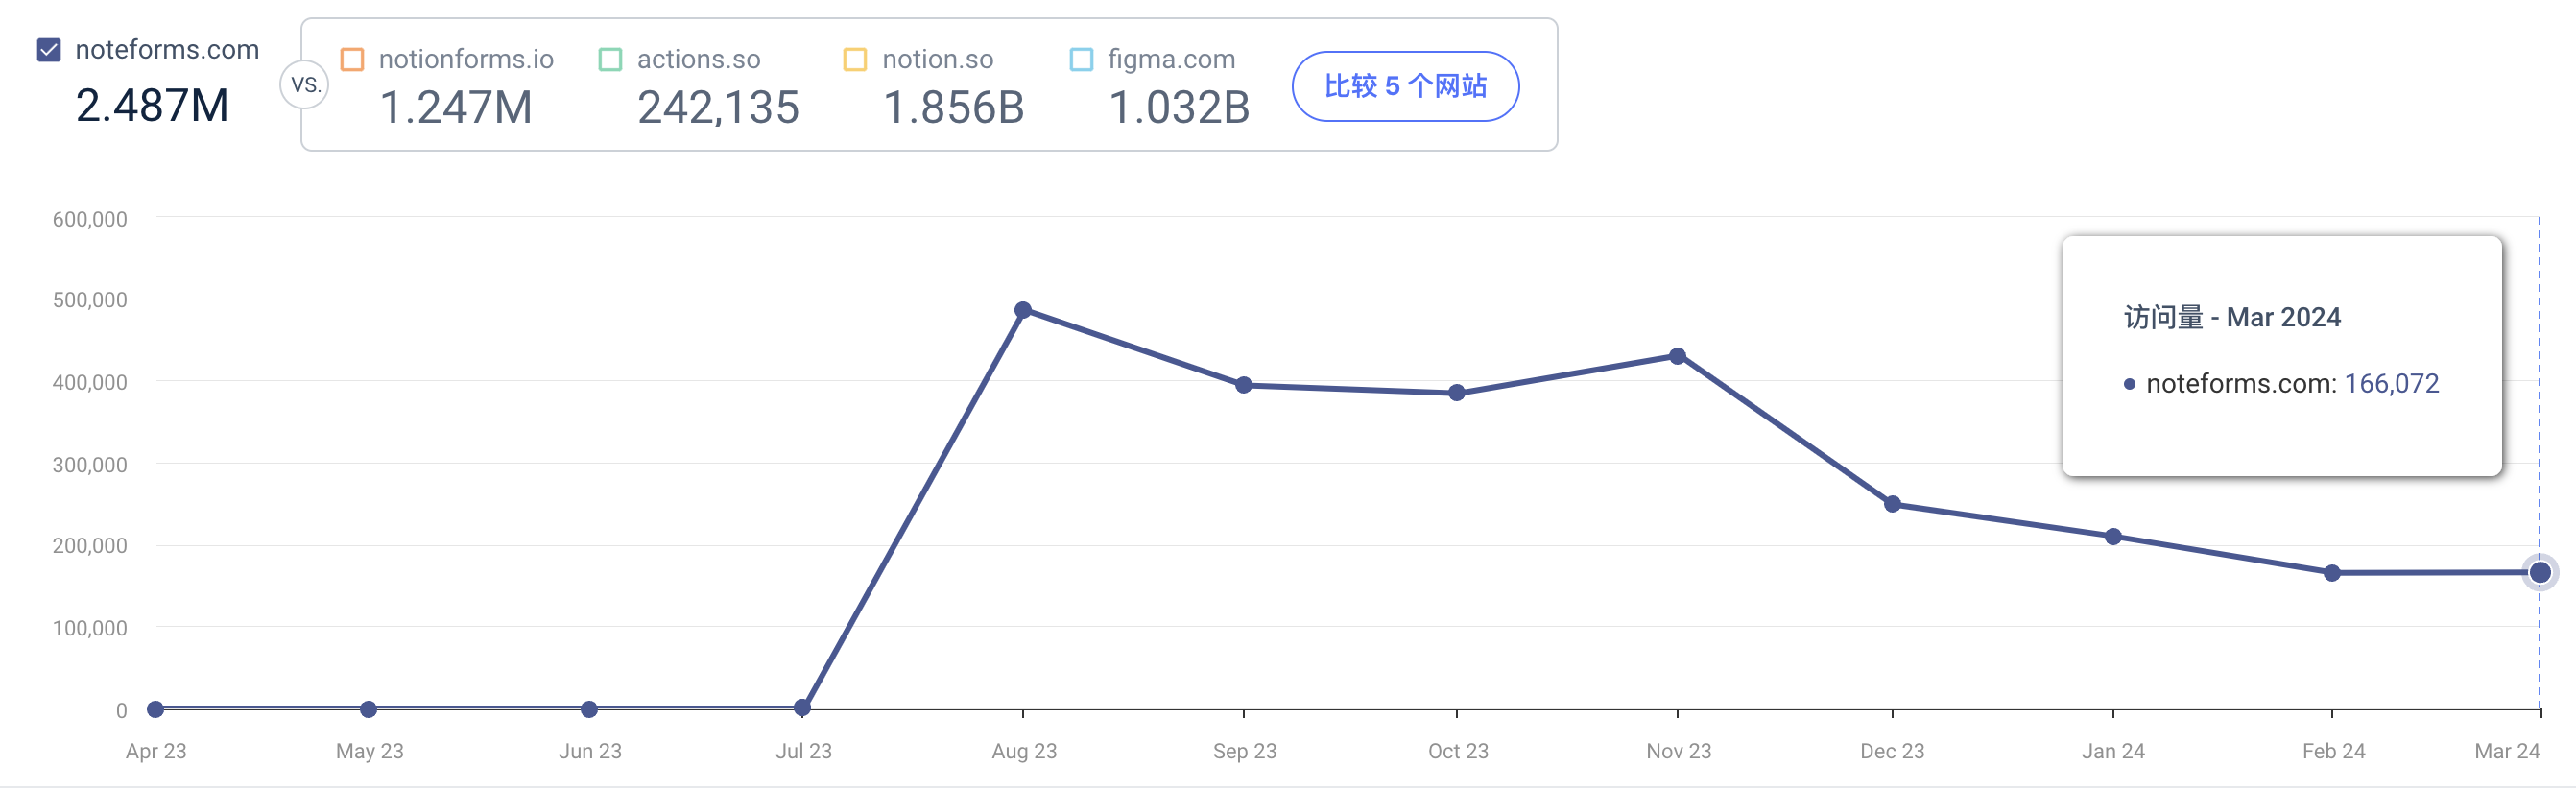 noteforms.com
2.487M
VS.
notionforms.io
1.247M
actions.so
242,135
notion.so
1.856B
figma.com
1.032B
比较 5 个网站
600,000
500,000
400,000
300,000
200,000
100,000
0
访问量 - Mar 2024
noteforms.com: 166,072
Apr 23
May 23
Jun 23
Jul 23
Aug 23
Sep 23
Oct 23
Nov 23
Dec 23
Jan 24
Feb 24
Mar 24